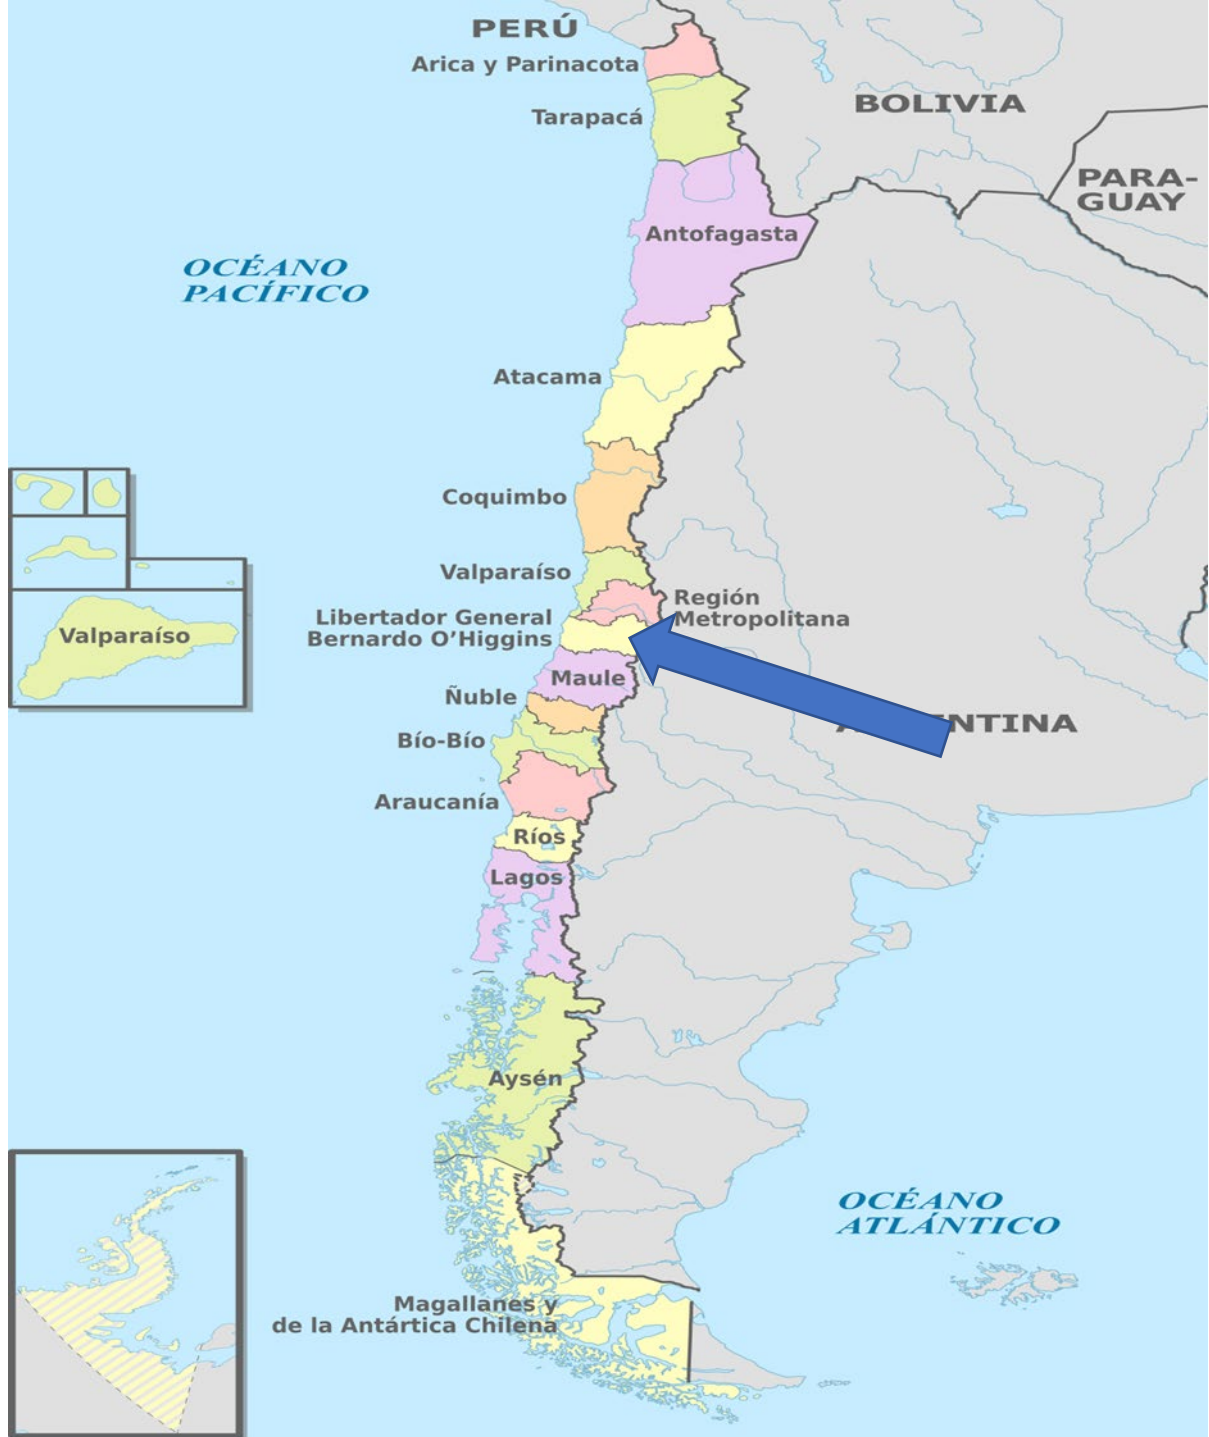 PERÚ
Arica y Parinacota
BOLIVIA
Tarapacá
PARA-
GUAY
Antofagasta
OCÉANO
PACÍFICO
Atacama
Coquimbo
Valparaíso
Región
Metropolitana
Libertador General
Bernardo O’Higgins
Valparaíso
Maule
Ñuble
NTINA
Bío-Bío
Araucanía
Ríos
Lagos
Aysén
OCÉANO
ATLÁNTICO
Magallanes y
de la Antártica Chilena